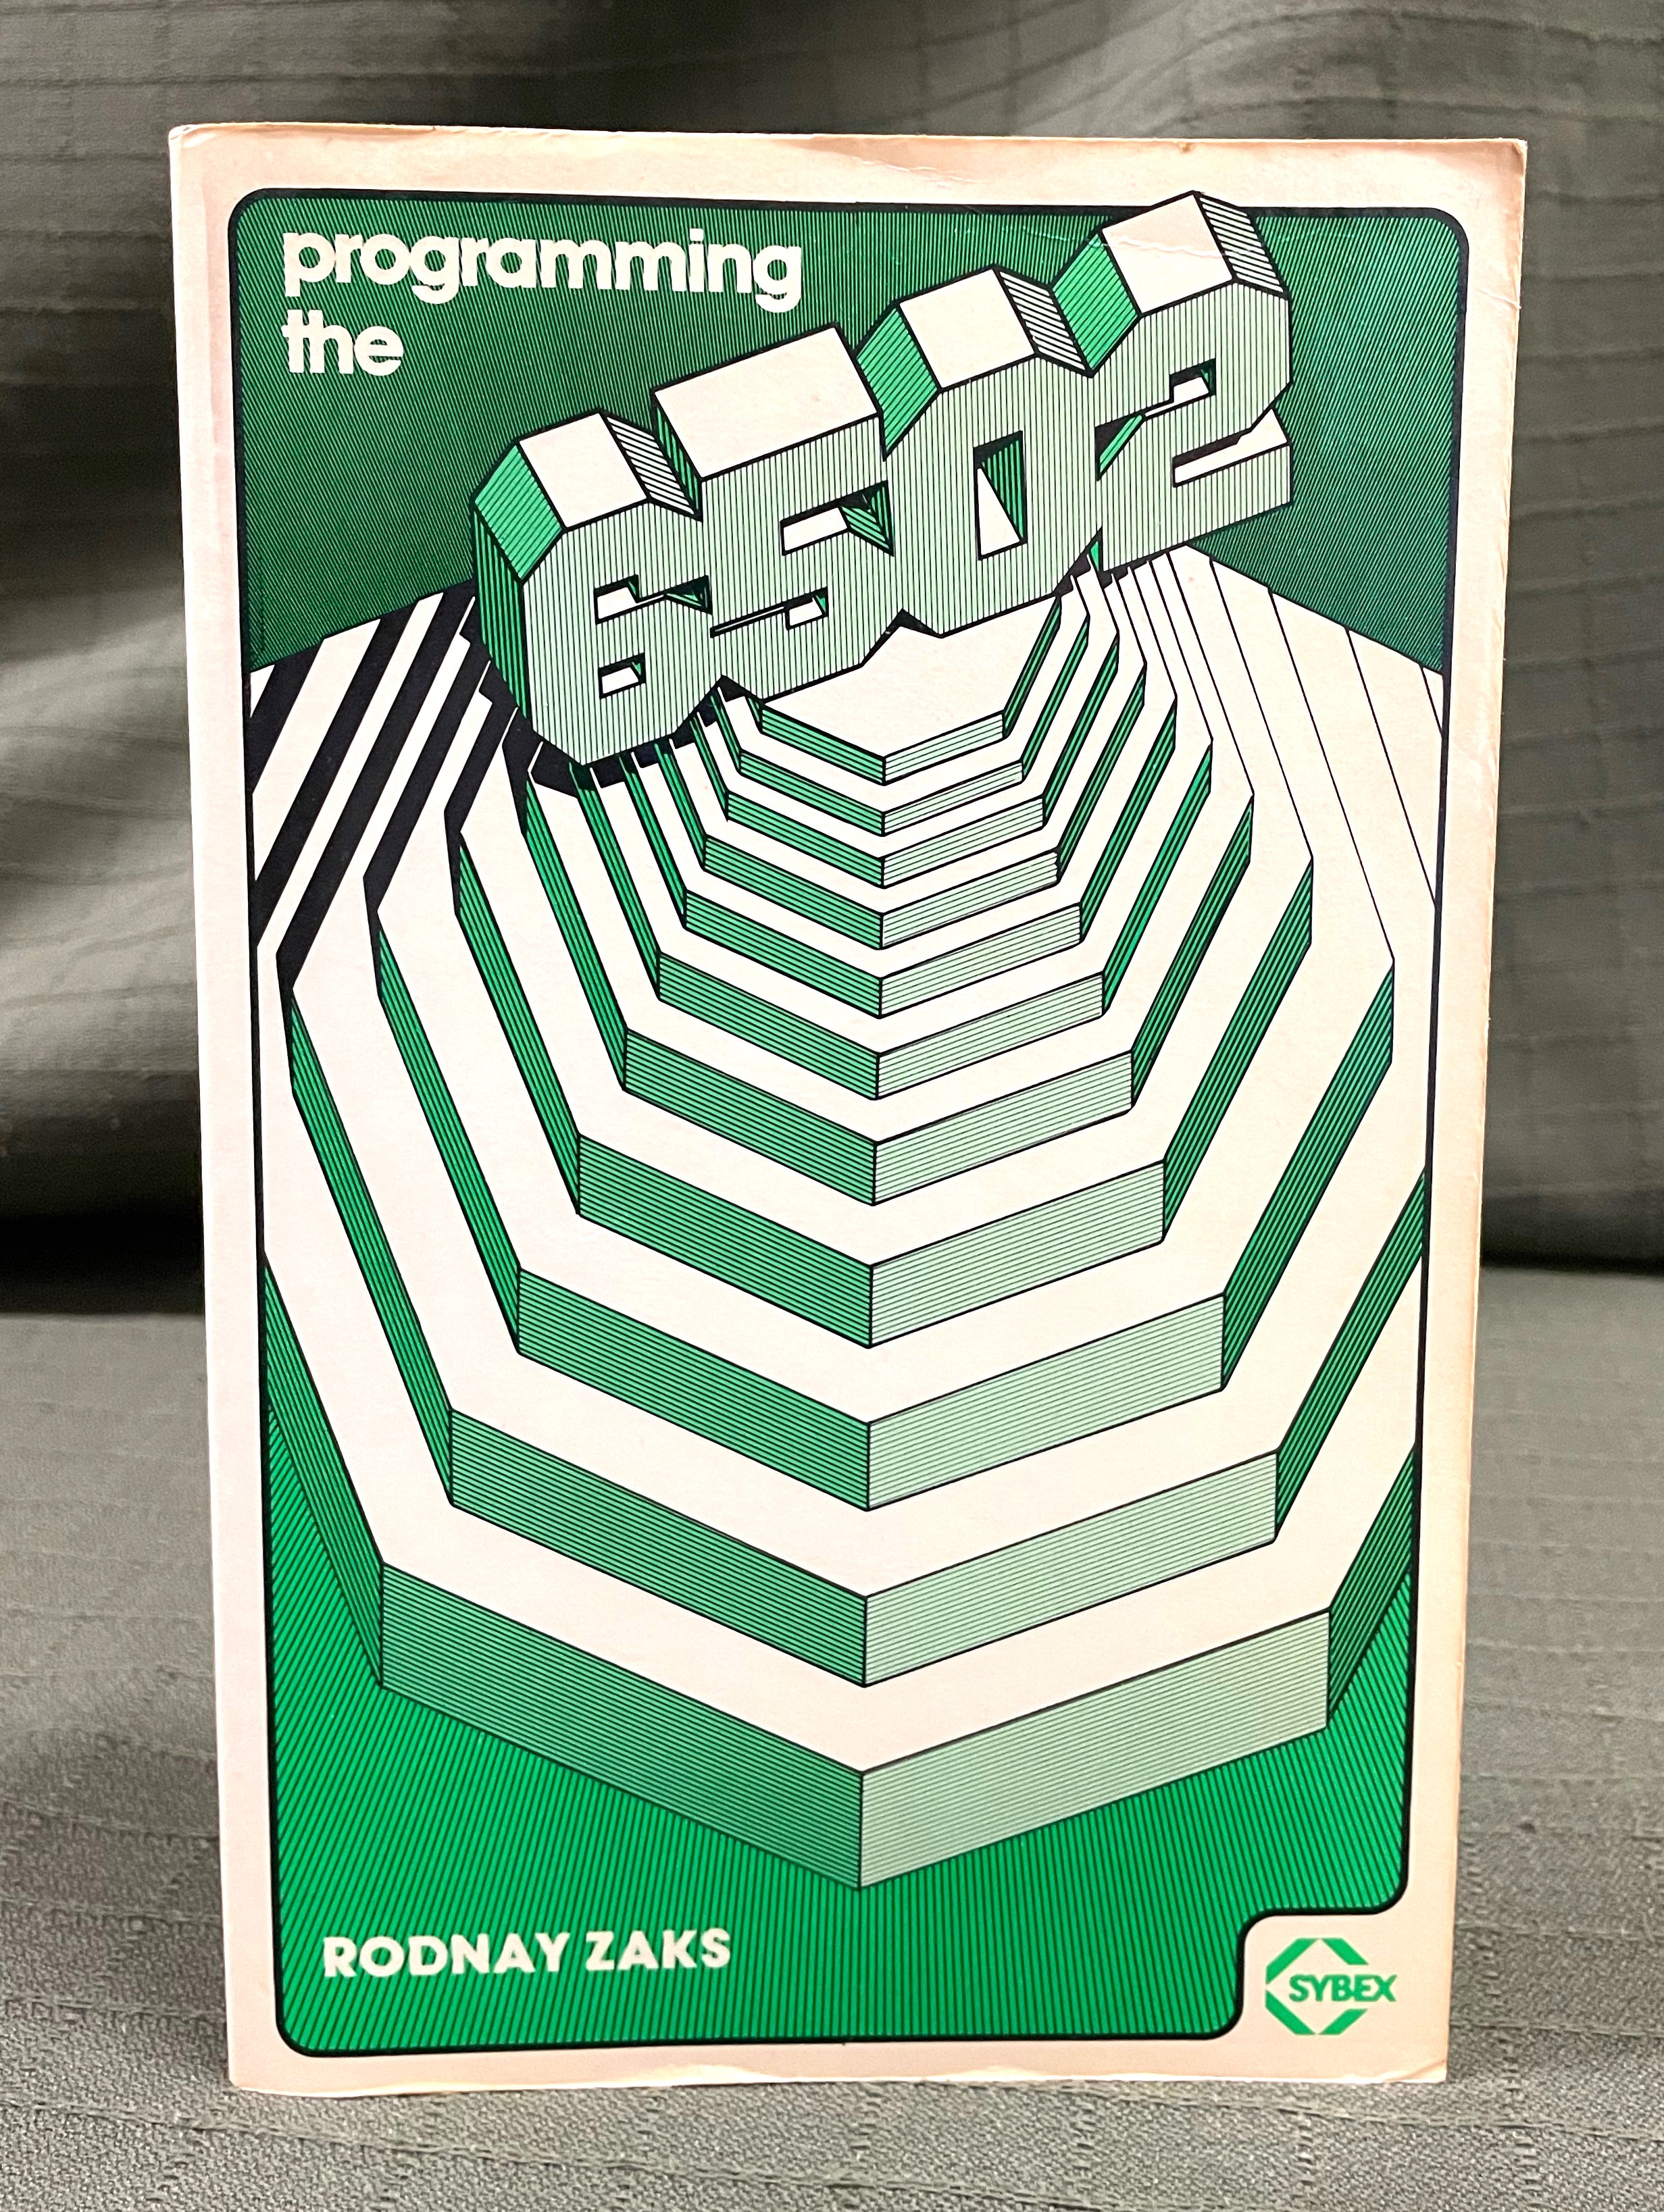 programming
the
6502
RODNAY ZAKS
SYBEX